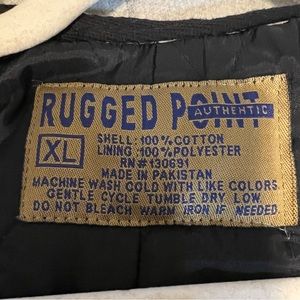 RUGGED POINT
AUTHENTIC
XL
SHELL: 100% COTTON
LINING: 100% POLYESTER
RN# 130691
MADE IN PAKISTAN
MACHINE WASH COLD WITH LIKE COLORS
GENTLE CYCLE TUMBLE DRY LOW
DO NOT BLEACH WARM IRON IF NEEDED